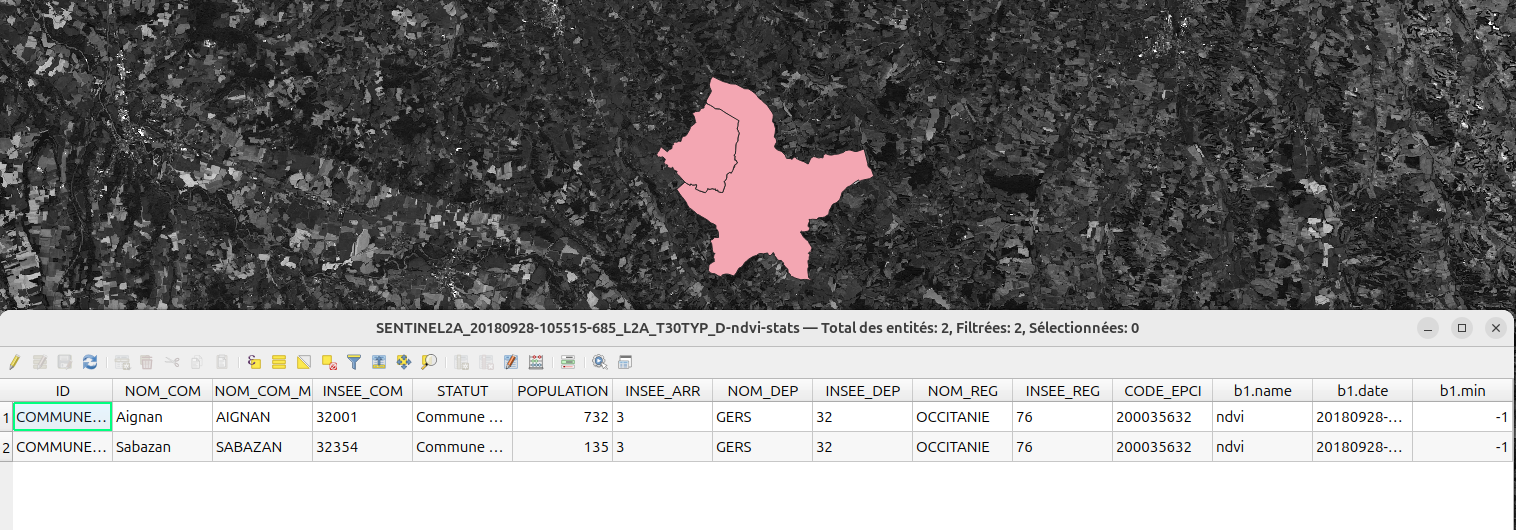 SENTINEL2A_20180928-105515-685_L2A_T30TYP_D-ndvi-stats — Total des entités: 2, Filtrées: 2, Sélectionnées: 0
ID NOM_COM NOM_COM_M INSEE_COM STATUT POPULATION INSEE_ARR NOM_DEP INSEE_DEP NOM_REG INSEE_REG CODE_EPCI b1.name b1.date b1.min
1 COMMUNE… Aignan AIGNAN 32001 Commune … 732 3 GERS 32 OCCITANIE 76 200035632 ndvi 20180928-… -1
2 COMMUNE… Sabazan SABAZAN 32354 Commune … 135 3 GERS 32 OCCITANIE 76 200035632 ndvi 20180928-… -1